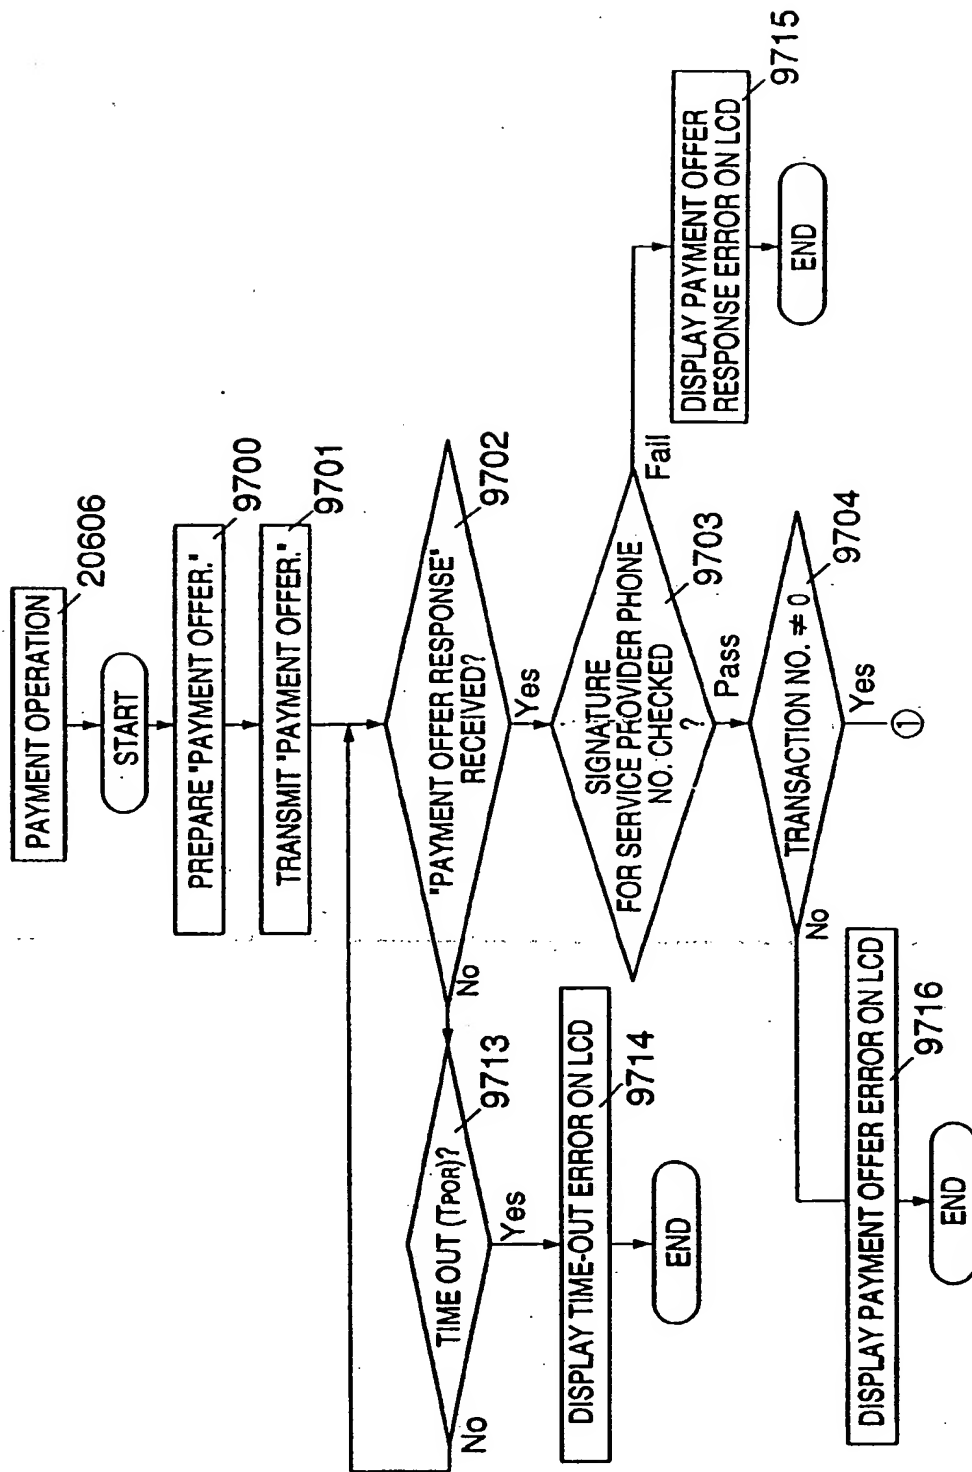 PAYMENT OPERATION
20606
START
PREPARE "PAYMENT OFFER."
9700
TRANSMIT "PAYMENT OFFER."
9701
"PAYMENT OFFER RESPONSE"
RECEIVED?
9702
No
Yes
TIME OUT (TPOR)?
9713
No
Yes
DISPLAY TIME-OUT ERROR ON LCD
9714
END
SIGNATURE
FOR SERVICE PROVIDER PHONE
NO. CHECKED
?
9703
Fail
Pass
DISPLAY PAYMENT OFFER
RESPONSE ERROR ON LCD
9715
END
TRANSACTION NO. ≠ 0
9704
No
Yes
①
DISPLAY PAYMENT OFFER ERROR ON LCD
9716
END